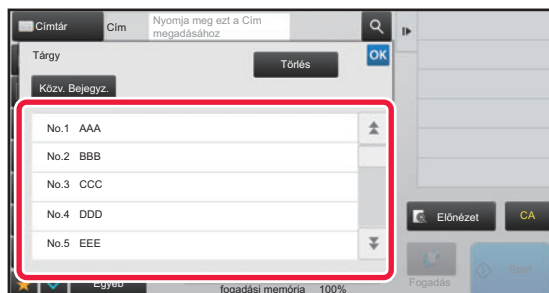 Címtár
Cím
Nyomja meg ezt a Cím
megadásához
Tárgy
Törlés
OK
Közv. Bejegyz.
No.1 AAA
No.2 BBB
No.3 CCC
No.4 DDD
No.5 EEE
Előnézet
CA
Egyéb
fogadási memória 100%
Fogadás
Start